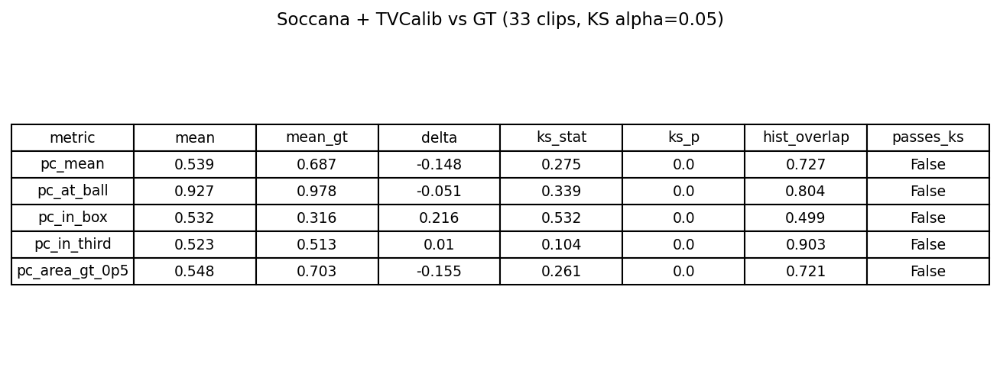 Soccana + TVCalib vs GT (33 clips, KS alpha=0.05)
metric mean mean_gt delta ks_stat ks_p hist_overlap passes_ks
pc_mean 0.539 0.687 -0.148 0.275 0.0 0.727 False
pc_at_ball 0.927 0.978 -0.051 0.339 0.0 0.804 False
pc_in_box 0.532 0.316 0.216 0.532 0.0 0.499 False
pc_in_third 0.523 0.513 0.01 0.104 0.0 0.903 False
pc_area_gt_0p5 0.548 0.703 -0.155 0.261 0.0 0.721 False